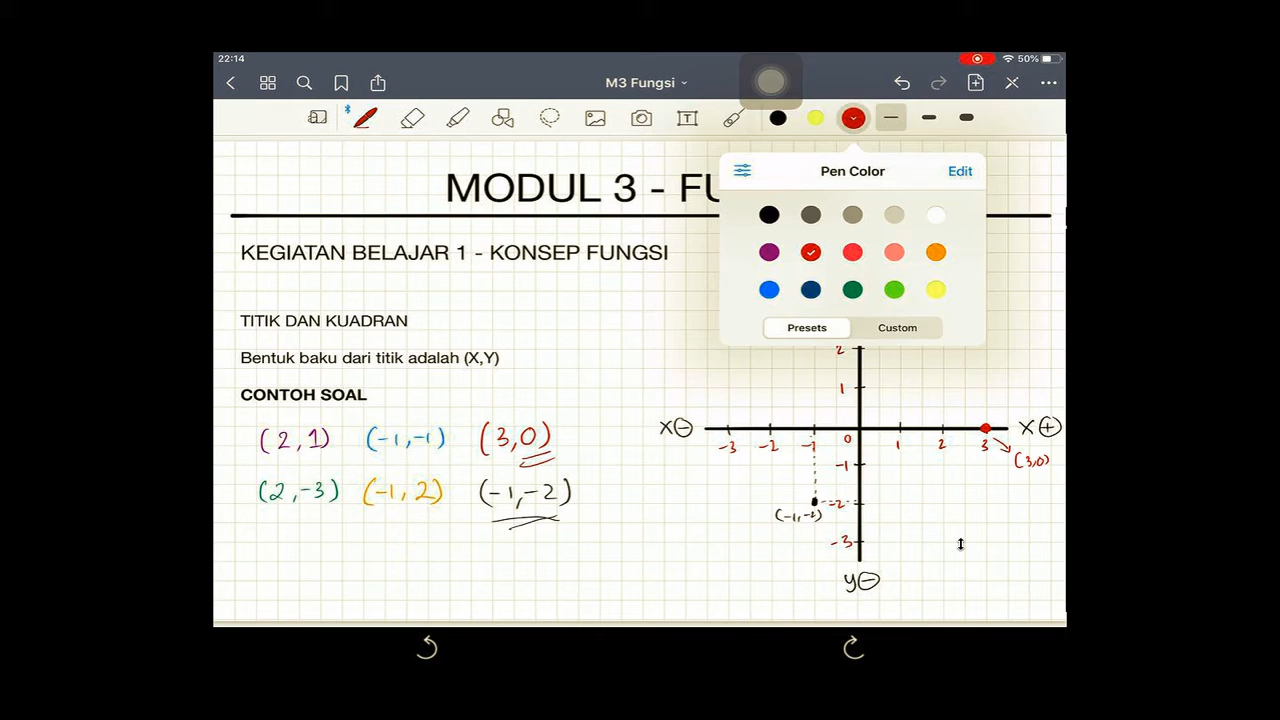 22:14
50%
M3 Fungsi
T
Pen Color
Edit
MODUL 3 - FU
KEGIATAN BELAJAR 1 - KONSEP FUNGSI
Presets
Custom
TITIK DAN KUADRAN
Bentuk baku dari titik adalah (X,Y)
CONTOH SOAL
(2,1) (-1,-1) (3,0)
(2,-3) (-1,2) (-1,-2)
2
1
X- X+
-3 -2 -1 0 1 2 3
(3,0)
-1
-2
(-1,-2)
-3
y-